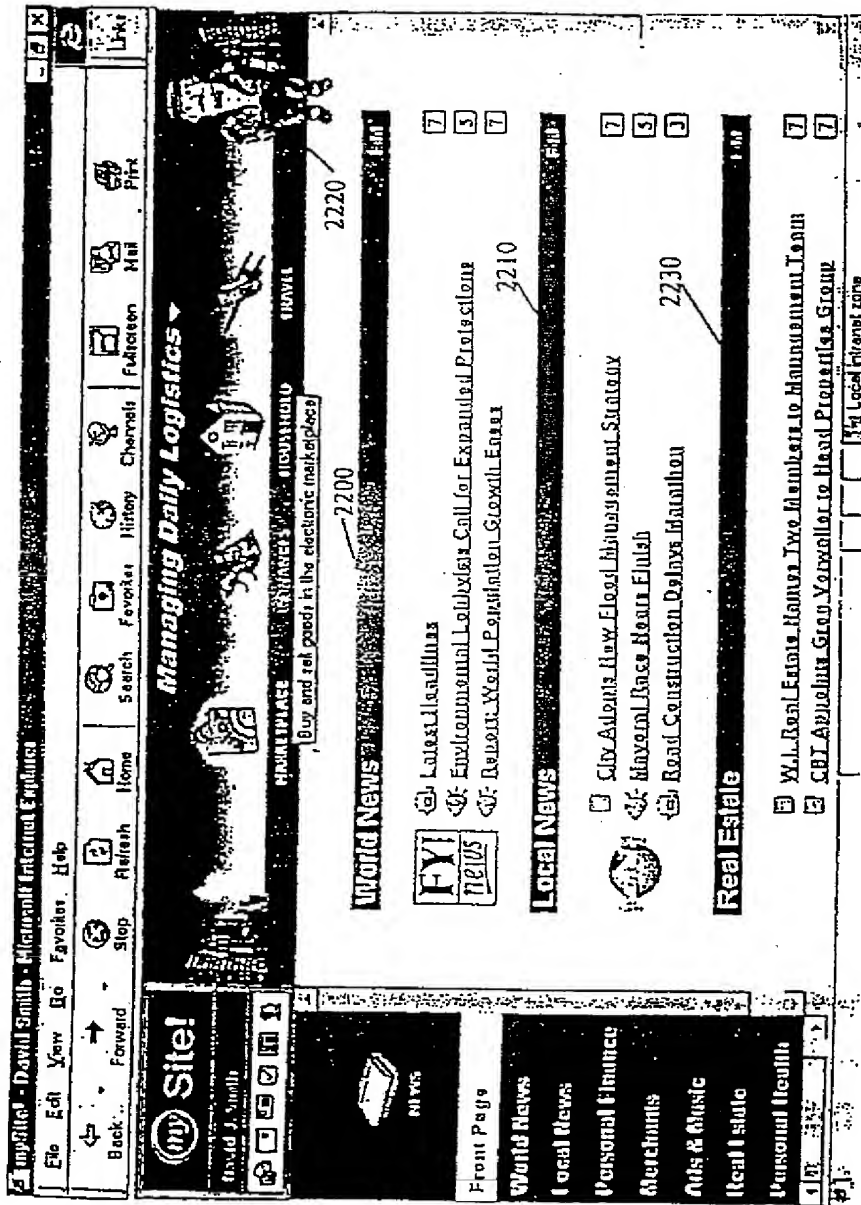 mySite! - David Smith - Microsoft Internet Explorer
File Edit View Go Favorites Help
Back Forward Stop Refresh Home Search Favorites History Channels Fullscreen Mail Print
Links
my Site!
David J. Smith
Managing Daily Logistics
MARKETPLACE HOUSEHOLD TRAVEL
Buy and sell goods in the electronic marketplace
2220
NEWS
Front Page
World News
Local News
Personal Finance
Merchants
Arts & Music
Real Estate
Personal Health
2200
World News Edit
FYI news
Latest Headlines 7
Environmental Lobbyists Call for Expanded Protections 5
Report: World Population Growth Eases 7
2210
Local News Edit
City Adopts New Flood Management Strategy 7
Mayoral Race Nears Finish 5
Road Construction Delays Marathon 3
2230
Real Estate Edit
W.I. Real Estate Names Two Members to Management Team 7
CBT Appoints Greg Vorwaller to Head Properties Group 7
Local intranet zone